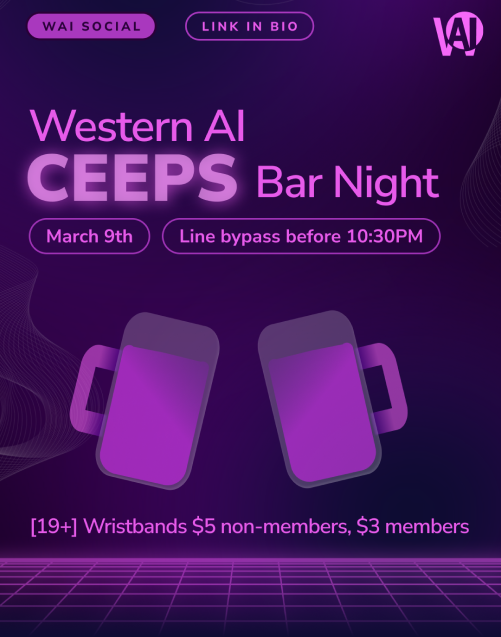 WAI SOCIAL
LINK IN BIO
WAI
Western AI
CEEPS Bar Night
March 9th
Line bypass before 10:30PM
[19+] Wristbands $5 non-members, $3 members